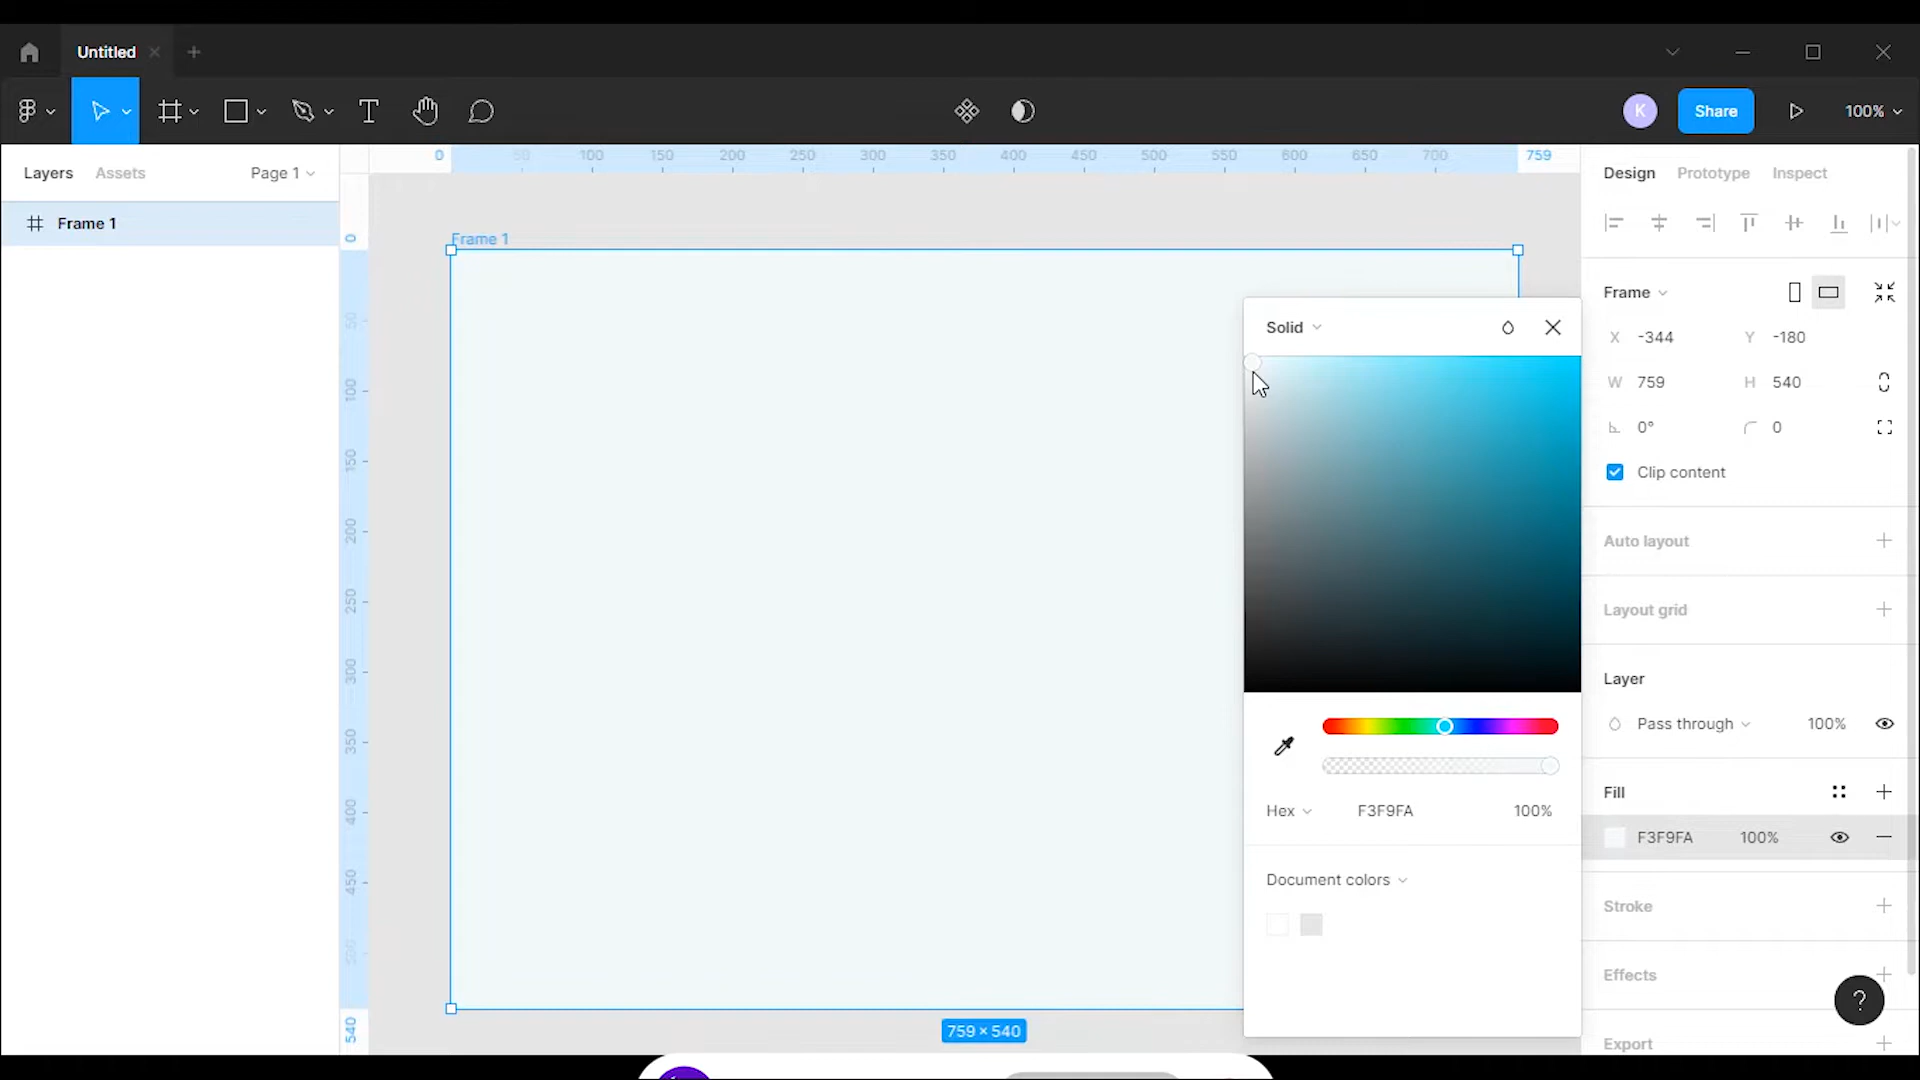 Untitled
K
Share
100%
Layers
Assets
Page 1
0
50
100
150
200
250
300
350
400
450
500
550
600
650
700
759
Design
Prototype
Inspect
Frame 1
0
50
100
150
200
250
300
350
400
450
500
540
Frame 1
759 × 540
Solid
Hex
F3F9FA
100%
Document colors
Frame
X -344
Y -180
W 759
H 540
0°
0
Clip content
Auto layout
Layout grid
Layer
Pass through
100%
Fill
F3F9FA
100%
Stroke
Effects
?
Export